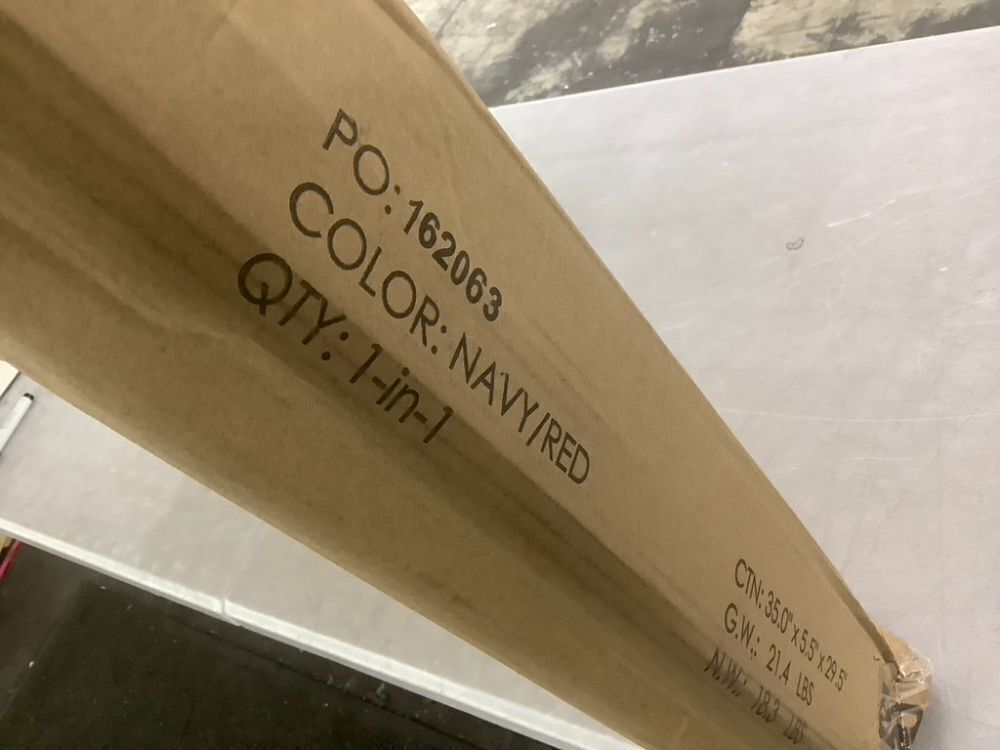 PO: 162063
COLOR: NAVY/RED
QTY: 1-in-1
CTN: 35.0" x 5.5" x 29.5"
G.W.: 21.4 LBS
N.W.: 18.3 LBS